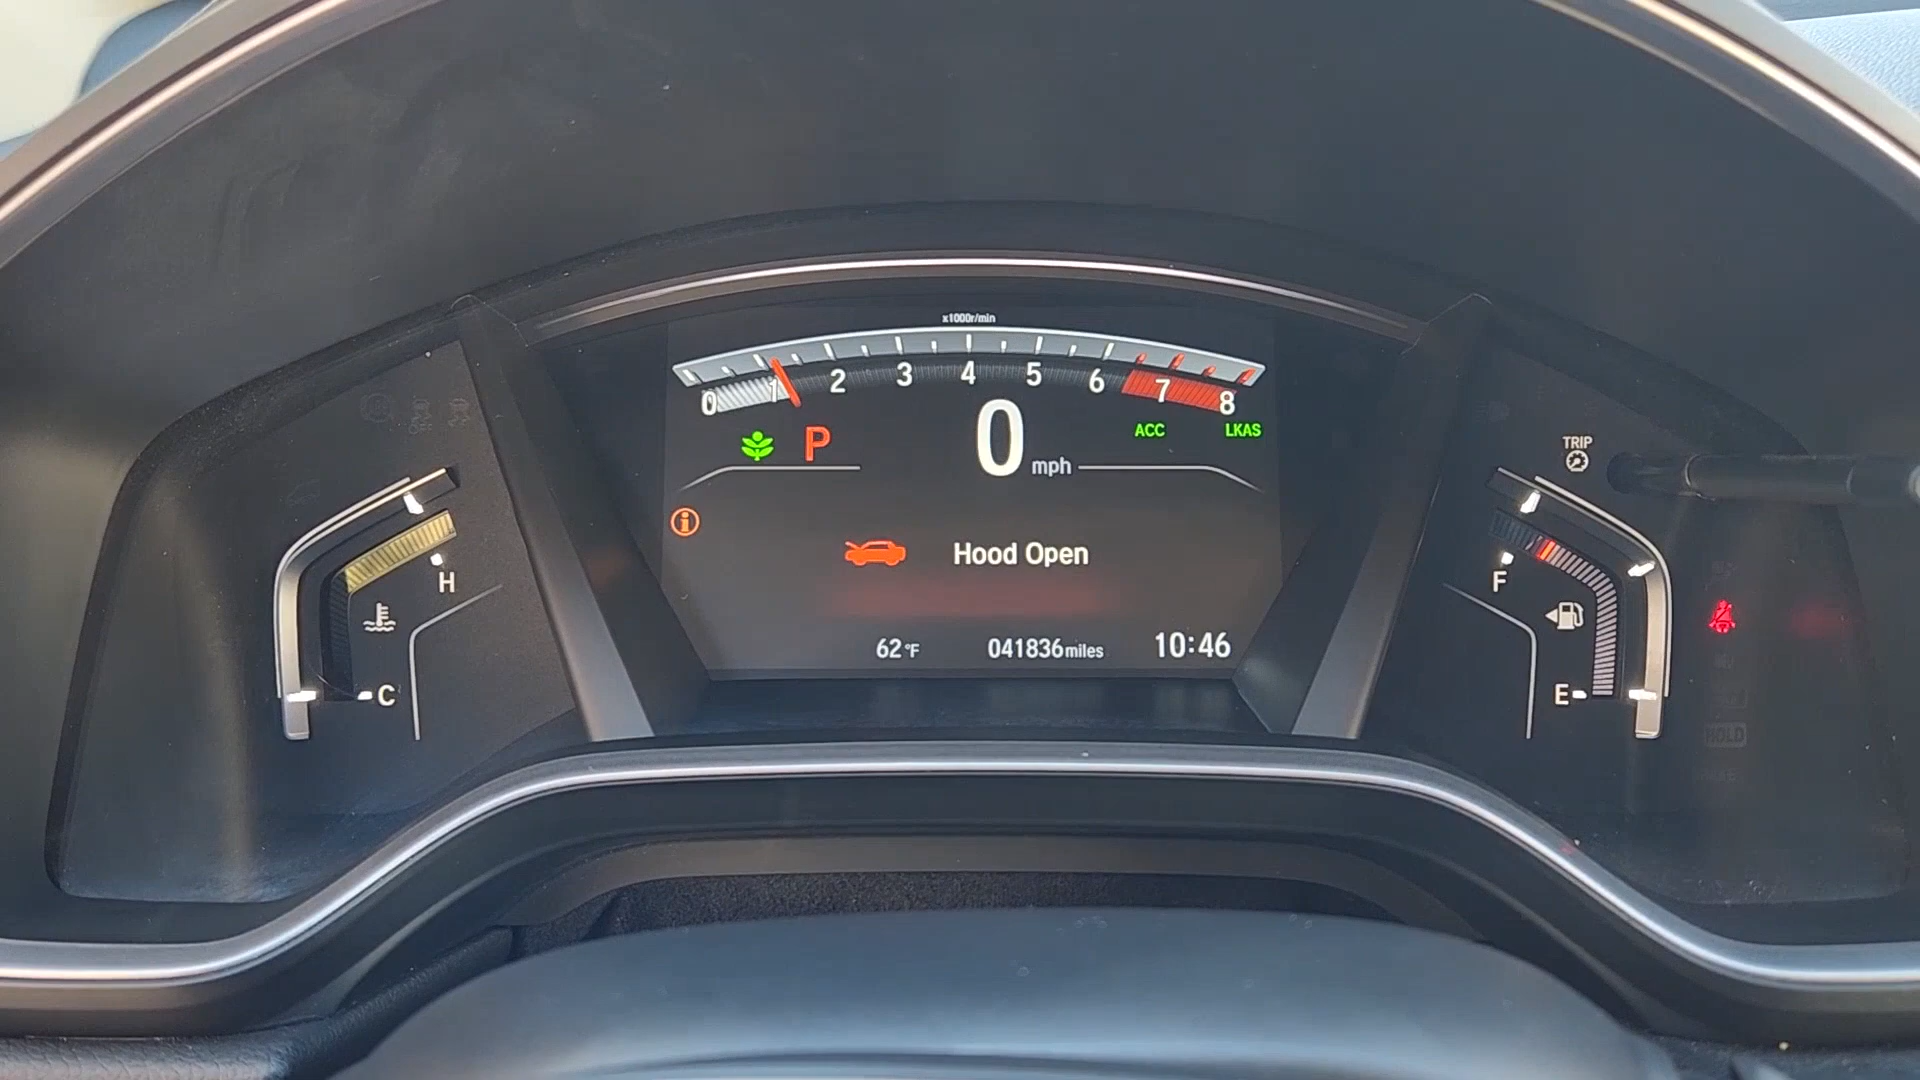 x1000r/min
0 1 2 3 4 5 6 7 8
P
0 mph
ACC
LKAS
TRIP
Hood Open
H
C
F
E
62°F
041836miles
10:46
HOLD